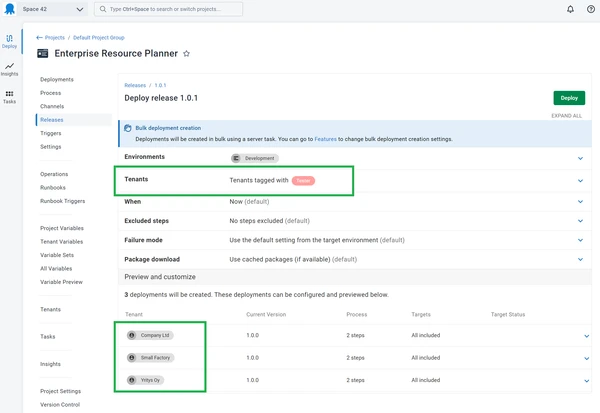 Space 42
Type Ctrl+Space to search or switch projects...
Deploy
Insights
Tasks
Projects / Default Project Group
Enterprise Resource Planner
Deployments
Process
Channels
Releases
Triggers
Settings
Operations
Runbooks
Runbook Triggers
Project Variables
Tenant Variables
Variable Sets
All Variables
Variable Preview
Tenants
Tasks
Insights
Project Settings
Version Control
Releases / 1.0.1
Deploy release 1.0.1
Deploy
EXPAND ALL
Bulk deployment creation
Deployments will be created in bulk using a server task. You can go to Features to change bulk deployment creation settings.
Environments Development
Tenants Tenants tagged with
When Now (default)
Excluded steps No steps excluded (default)
Failure mode Use the default setting from the target environment (default)
Package download Use cached packages (if available) (default)
Preview and customize
3 deployments will be created. These deployments can be configured and previewed below.
Tenant Current Version Process Targets Target Status
Company Ltd 1.0.0 2 steps All included
Small Factory 1.0.0 2 steps All included
Yritys Oy 1.0.0 2 steps All included